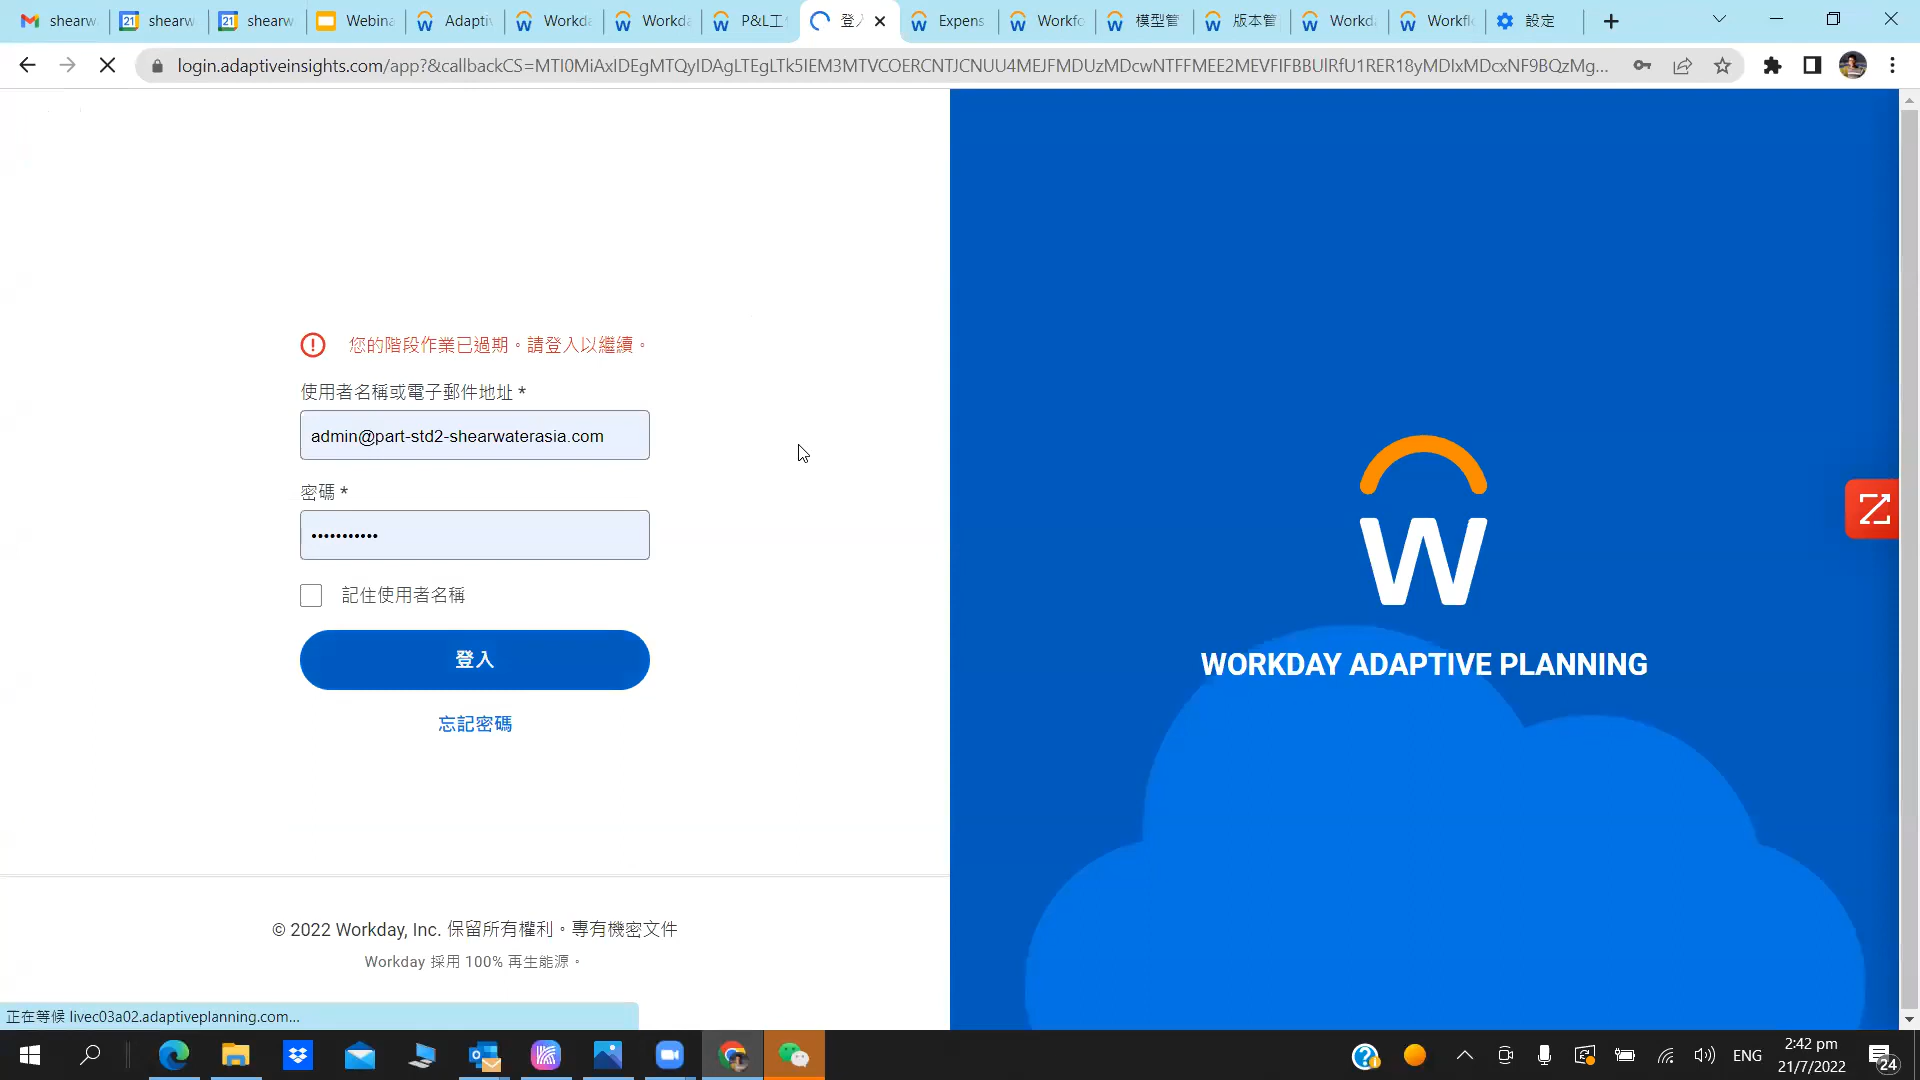 shearw
shearw
shearw
Webina
Adaptiv
Workda
Workda
P&L工
登
Expens
Workfo
模型管
版本管
Workda
Workfl
設定
login.adaptiveinsights.com/app?&callbackCS=MTI0MiAxIDEgMTQyIDAgLTEgLTk5IEM3MTVCOERCNTJCNUU4MEJFMDUzMDcwNTFFMEE2MEVFIFBBUlRfU1RER18yMDIxMDcxNF9BQzMg...
您的階段作業已過期。請登入以繼續。
使用者名稱或電子郵件地址 *
admin@part-std2-shearwaterasia.com
密碼 *
記住使用者名稱
登入
忘記密碼
W
WORKDAY ADAPTIVE PLANNING
© 2022 Workday, Inc. 保留所有權利。專有機密文件
Workday 採用 100% 再生能源。
正在等候 livec03a02.adaptiveplanning.com...
ENG
2:42 pm
21/7/2022
24